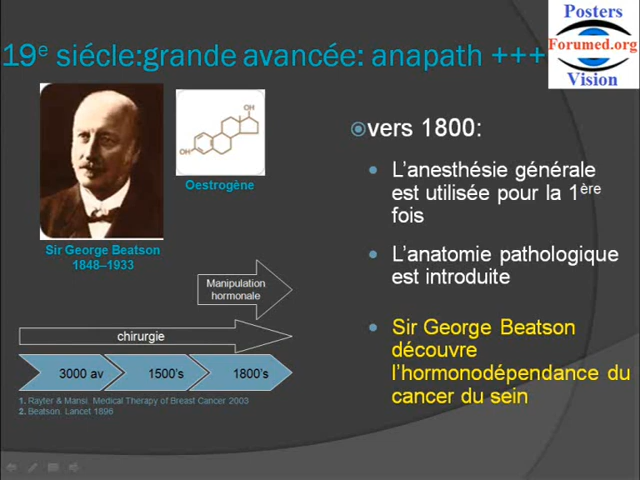 19e siécle:grande avancée: anapath +++
Posters
Forumed.org
Vision
OH
OH
Oestrogène
Sir George Beatson
1848–1933
Manipulation
hormonale
chirurgie
3000 av
1500's
1800's
1. Rayter & Mansi. Medical Therapy of Breast Cancer 2003
2. Beatson. Lancet 1896
vers 1800:
L'anesthésie générale
est utilisée pour la 1ère
fois
L'anatomie pathologique
est introduite
Sir George Beatson
découvre
l'hormonodépendance du
cancer du sein